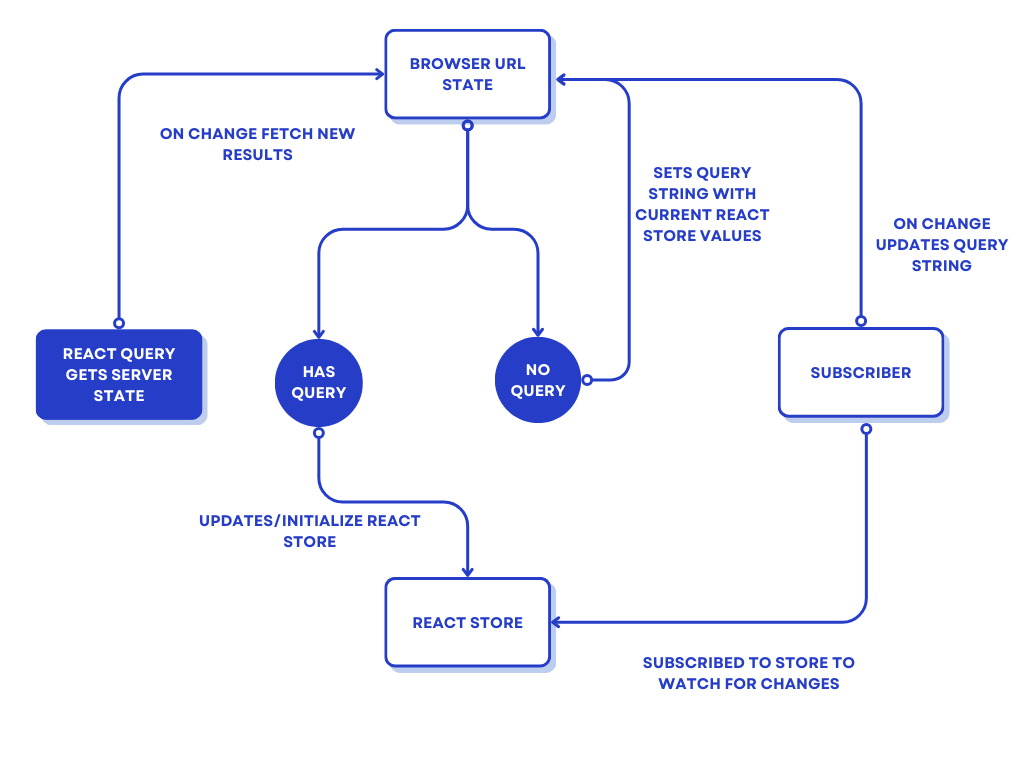 BROWSER URL
STATE
ON CHANGE FETCH NEW
RESULTS
SETS QUERY
STRING WITH
CURRENT REACT
STORE VALUES
ON CHANGE
UPDATES QUERY
STRING
REACT QUERY
GETS SERVER
STATE
HAS
QUERY
NO
QUERY
SUBSCRIBER
UPDATES/INITIALIZE REACT
STORE
REACT STORE
SUBSCRIBED TO STORE TO
WATCH FOR CHANGES